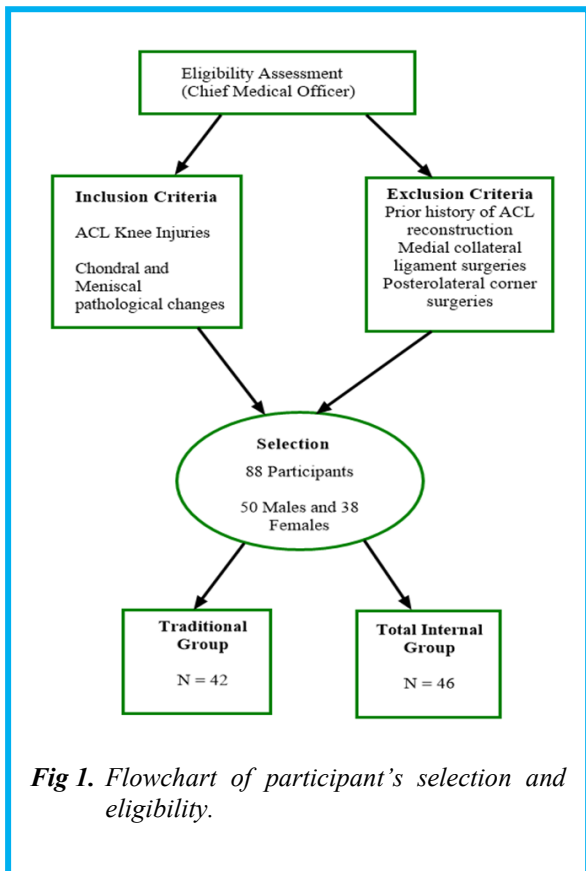 Eligibility Assessment
(Chief Medical Officer)
Inclusion Criteria
ACL Knee Injuries
Chondral and
Meniscal
pathological changes
Exclusion Criteria
Prior history of ACL
reconstruction
Medial collateral
ligament surgeries
Posterolateral corner
surgeries
Selection
88 Participants
50 Males and 38
Females
Traditional
Group
N = 42
Total Internal
Group
N = 46
Fig 1. Flowchart of participant's selection and
eligibility.